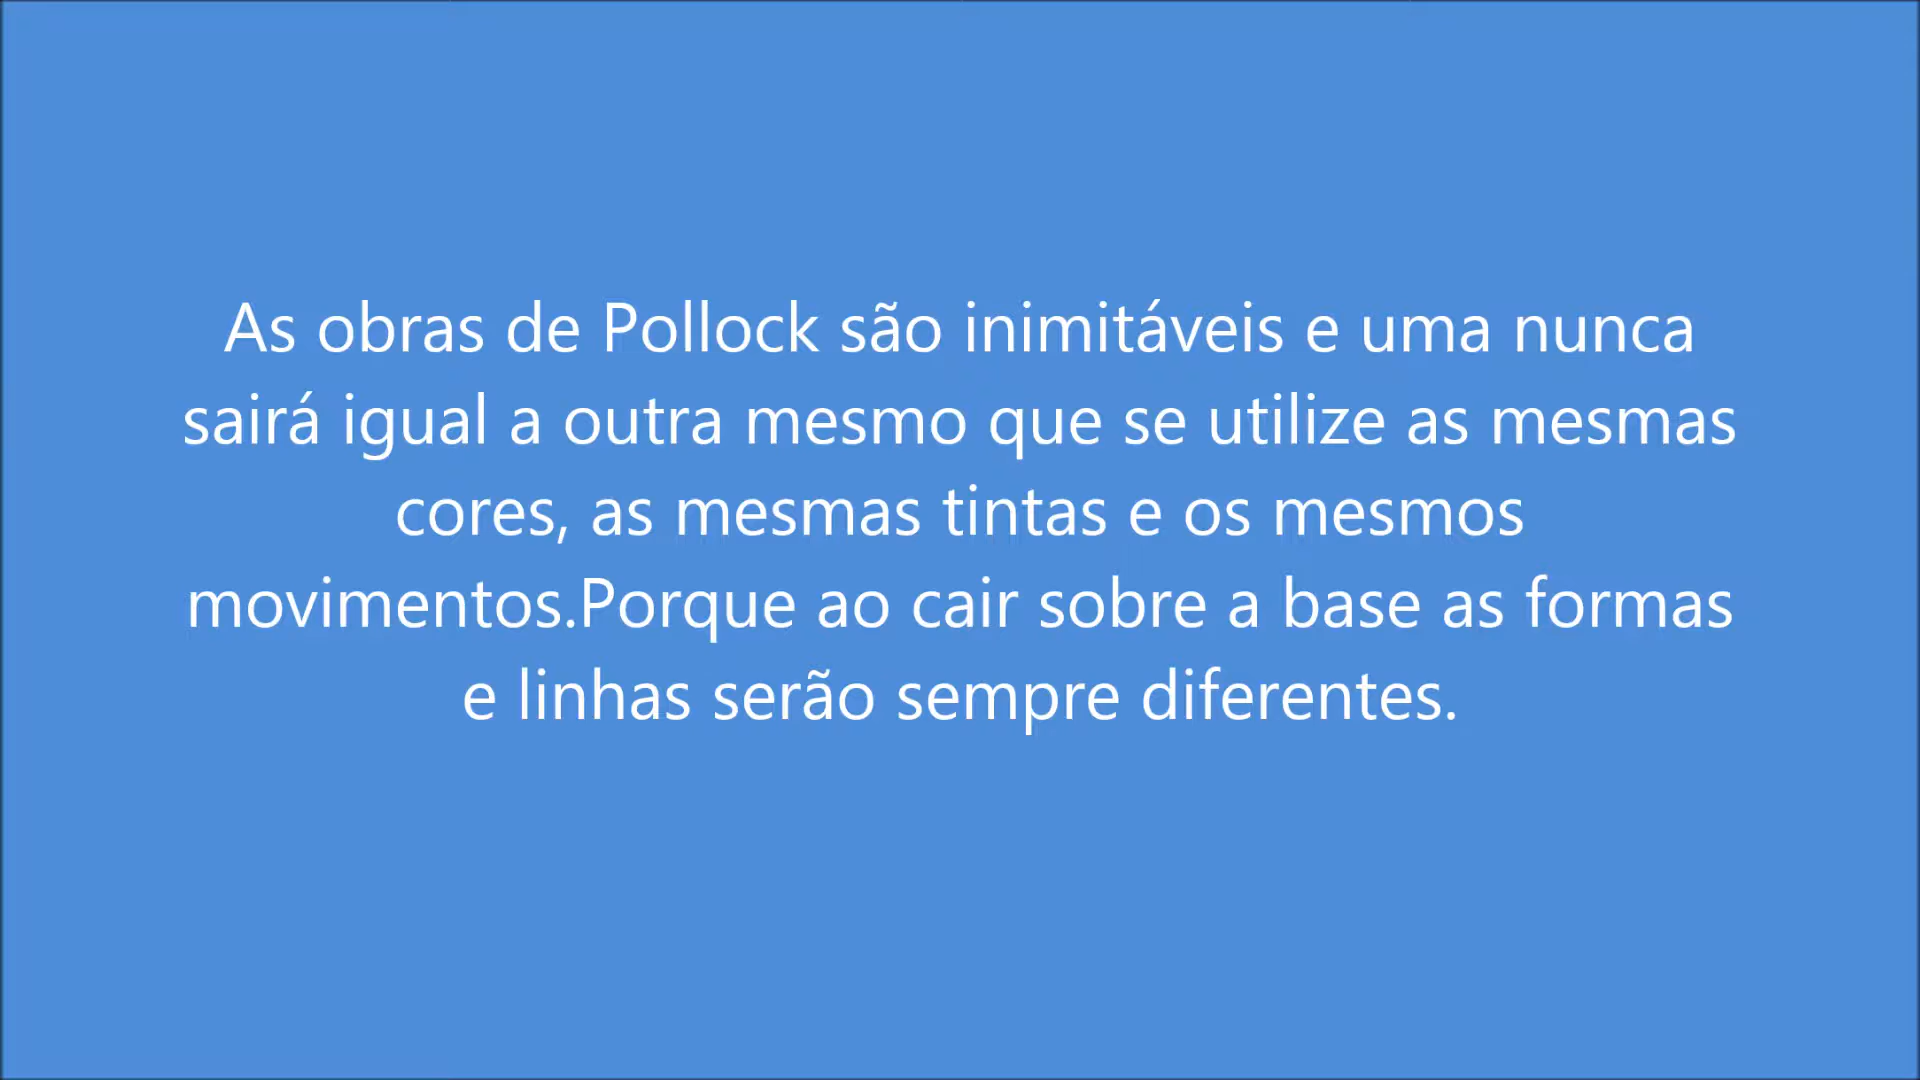 As obras de Pollock são inimitáveis e uma nunca
sairá igual a outra mesmo que se utilize as mesmas
cores, as mesmas tintas e os mesmos
movimentos.Porque ao cair sobre a base as formas
e linhas serão sempre diferentes.